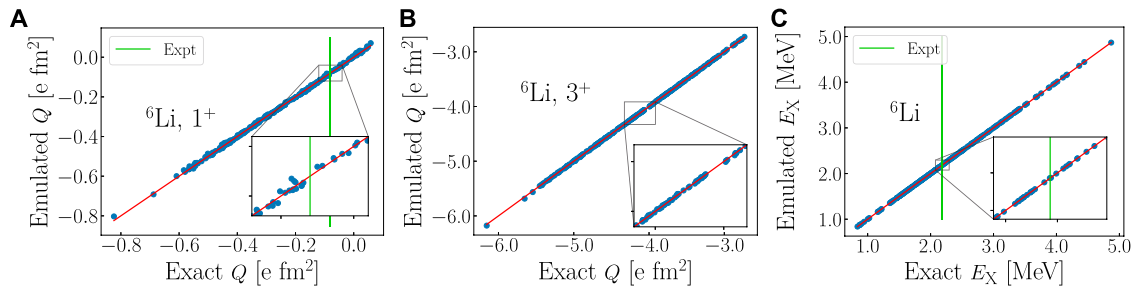 A
Emulated Q [e fm²]
0.0
−0.2
−0.4
−0.6
−0.8
Expt
⁶Li, 1⁺
−0.8 −0.6 −0.4 −0.2 0.0
Exact Q [e fm²]
B
Emulated Q [e fm²]
−3.0
−4.0
−5.0
−6.0
⁶Li, 3⁺
−6.0 −5.0 −4.0 −3.0
Exact Q [e fm²]
C
Emulated E_X [MeV]
5.0
4.0
3.0
2.0
1.0
Expt
⁶Li
1.0 2.0 3.0 4.0 5.0
Exact E_X [MeV]